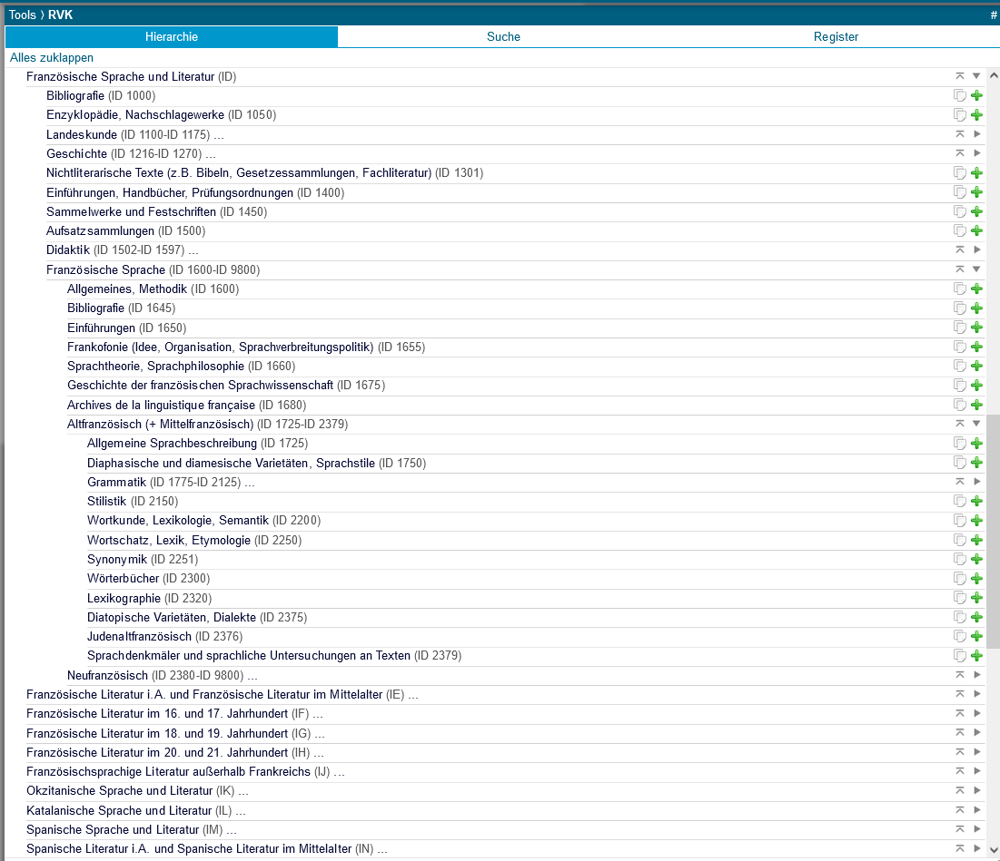 Tools ⟩ RVK #
Hierarchie Suche Register
Alles zuklappen
Französische Sprache und Literatur (ID)
Bibliografie (ID 1000)
Enzyklopädie, Nachschlagewerke (ID 1050)
Landeskunde (ID 1100-ID 1175) ...
Geschichte (ID 1216-ID 1270) ...
Nichtliterarische Texte (z.B. Bibeln, Gesetzessammlungen, Fachliteratur) (ID 1301)
Einführungen, Handbücher, Prüfungsordnungen (ID 1400)
Sammelwerke und Festschriften (ID 1450)
Aufsatzsammlungen (ID 1500)
Didaktik (ID 1502-ID 1597) ...
Französische Sprache (ID 1600-ID 9800)
Allgemeines, Methodik (ID 1600)
Bibliografie (ID 1645)
Einführungen (ID 1650)
Frankofonie (Idee, Organisation, Sprachverbreitungspolitik) (ID 1655)
Sprachtheorie, Sprachphilosophie (ID 1660)
Geschichte der französischen Sprachwissenschaft (ID 1675)
Archives de la linguistique française (ID 1680)
Altfranzösisch (+ Mittelfranzösisch) (ID 1725-ID 2379)
Allgemeine Sprachbeschreibung (ID 1725)
Diaphasische und diamesische Varietäten, Sprachstile (ID 1750)
Grammatik (ID 1775-ID 2125) ...
Stilistik (ID 2150)
Wortkunde, Lexikologie, Semantik (ID 2200)
Wortschatz, Lexik, Etymologie (ID 2250)
Synonymik (ID 2251)
Wörterbücher (ID 2300)
Lexikographie (ID 2320)
Diatopische Varietäten, Dialekte (ID 2375)
Judenaltfranzösisch (ID 2376)
Sprachdenkmäler und sprachliche Untersuchungen an Texten (ID 2379)
Neufranzösisch (ID 2380-ID 9800) ...
Französische Literatur i.A. und Französische Literatur im Mittelalter (IE) ...
Französische Literatur im 16. und 17. Jahrhundert (IF) ...
Französische Literatur im 18. und 19. Jahrhundert (IG) ...
Französische Literatur im 20. und 21. Jahrhundert (IH) ...
Französischsprachige Literatur außerhalb Frankreichs (IJ) ...
Okzitanische Sprache und Literatur (IK) ...
Katalanische Sprache und Literatur (IL) ...
Spanische Sprache und Literatur (IM) ...
Spanische Literatur i.A. und Spanische Literatur im Mittelalter (IN) ...